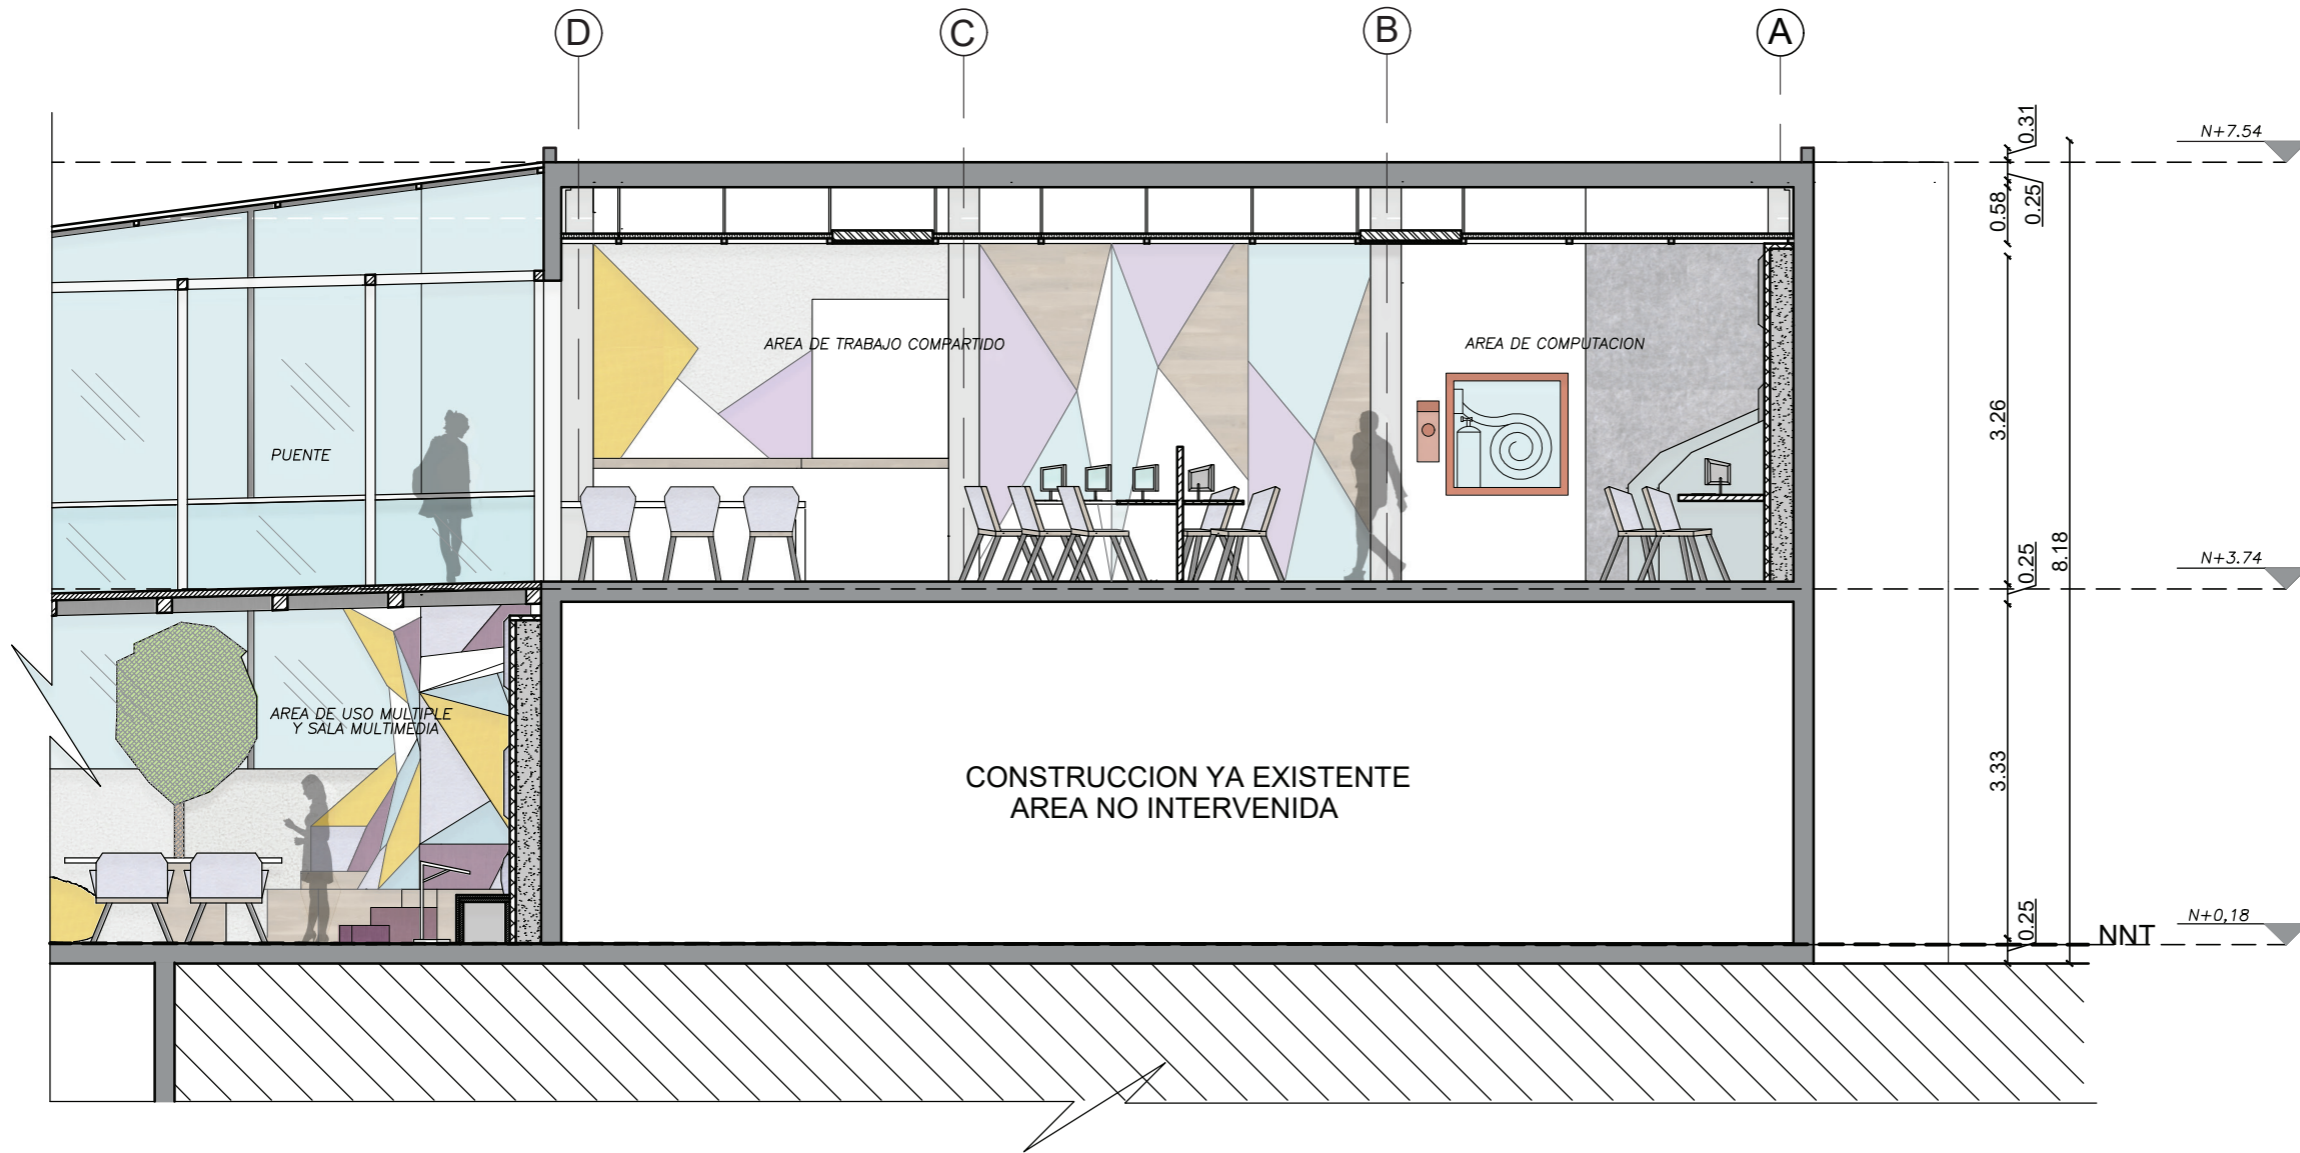 D
C
B
A
0.31
N+7.54
0.25
0.58
AREA DE TRABAJO COMPARTIDO
AREA DE COMPUTACION
3.26
PUENTE
0.25
8.18
N+3.74
AREA DE USO MULTIPLE
Y SALA MULTIMEDIA
CONSTRUCCION YA EXISTENTE
AREA NO INTERVENIDA
3.33
0.25
N+0,18
NNT